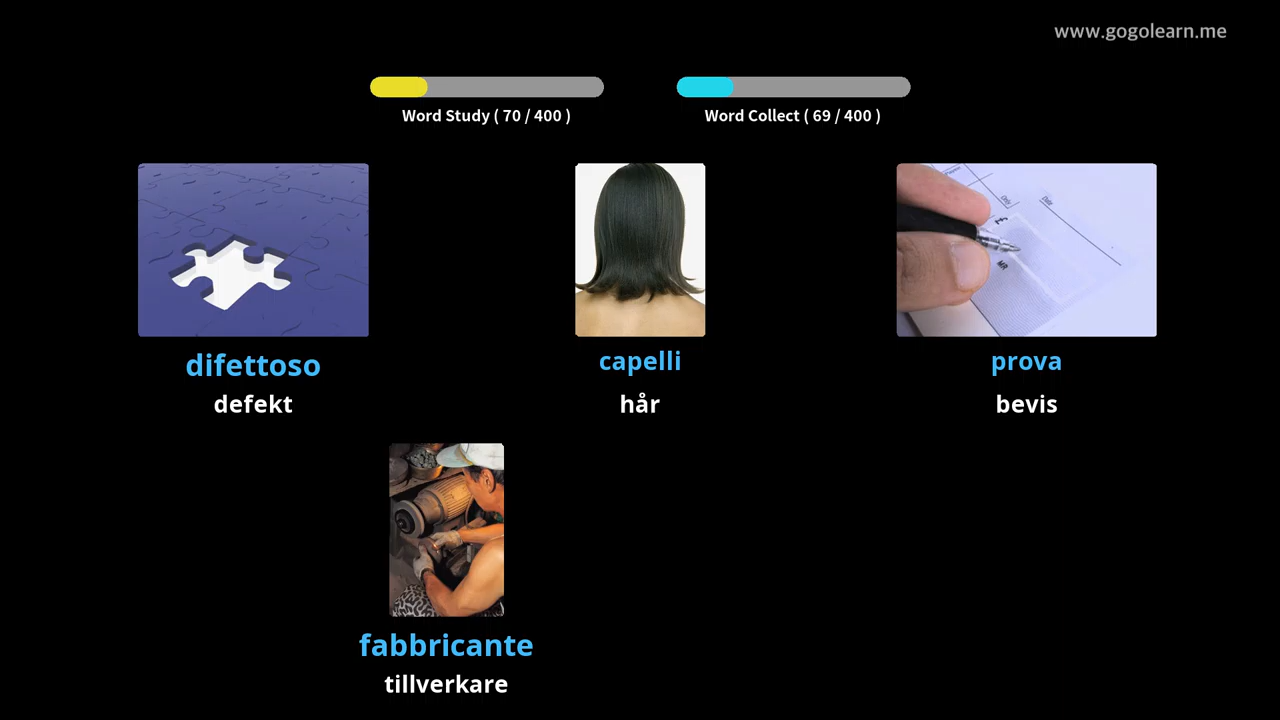 www.gogolearn.me
Word Study ( 70 / 400 )
Word Collect ( 69 / 400 )
difettoso
defekt
capelli
hår
prova
bevis
fabbricante
tillverkare